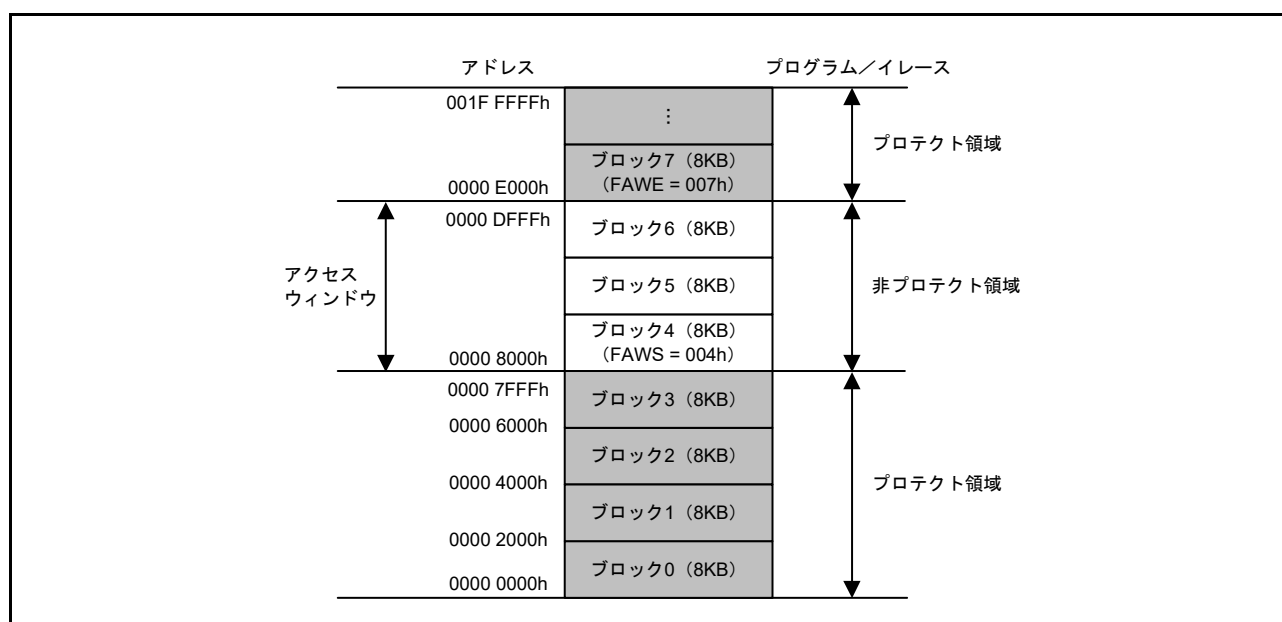 アドレス
プログラム／イレース
001F FFFFh
⋮
プロテクト領域
ブロック7（8KB）
（FAWE = 007h）
0000 E000h
0000 DFFFh
ブロック6（8KB）
アクセス
ウィンドウ
ブロック5（8KB）
非プロテクト領域
ブロック4（8KB）
（FAWS = 004h）
0000 8000h
0000 7FFFh
ブロック3（8KB）
0000 6000h
ブロック2（8KB）
0000 4000h
プロテクト領域
ブロック1（8KB）
0000 2000h
ブロック0（8KB）
0000 0000h